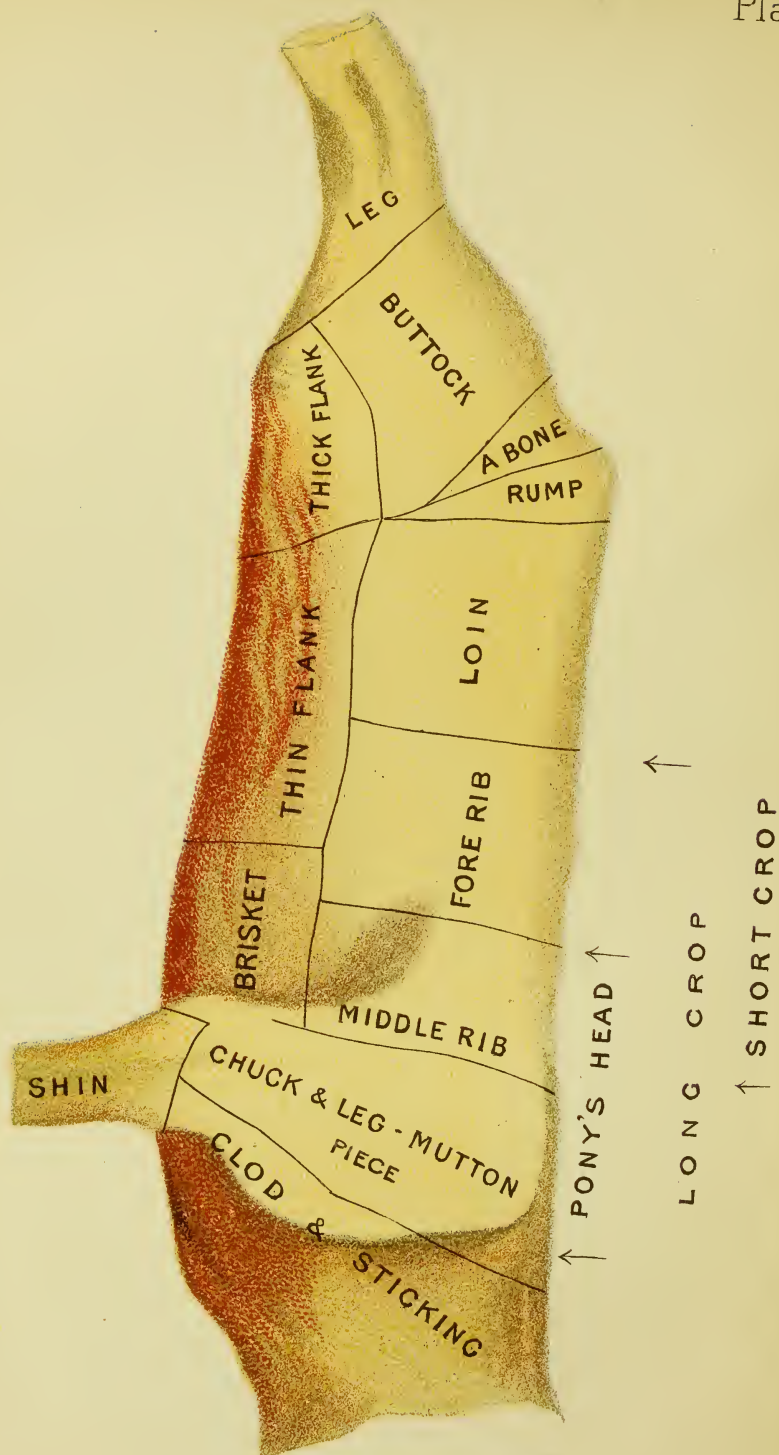 Pla
LEG
BUTTOCK
THICK FLANK
A BONE
RUMP
THIN FLANK
LOIN
FORE RIB
BRISKET
MIDDLE RIB
SHIN
CHUCK & LEG - MUTTON
PIECE
CLOD & STICKING
PONY'S HEAD
LONG CROP
SHORT CROP